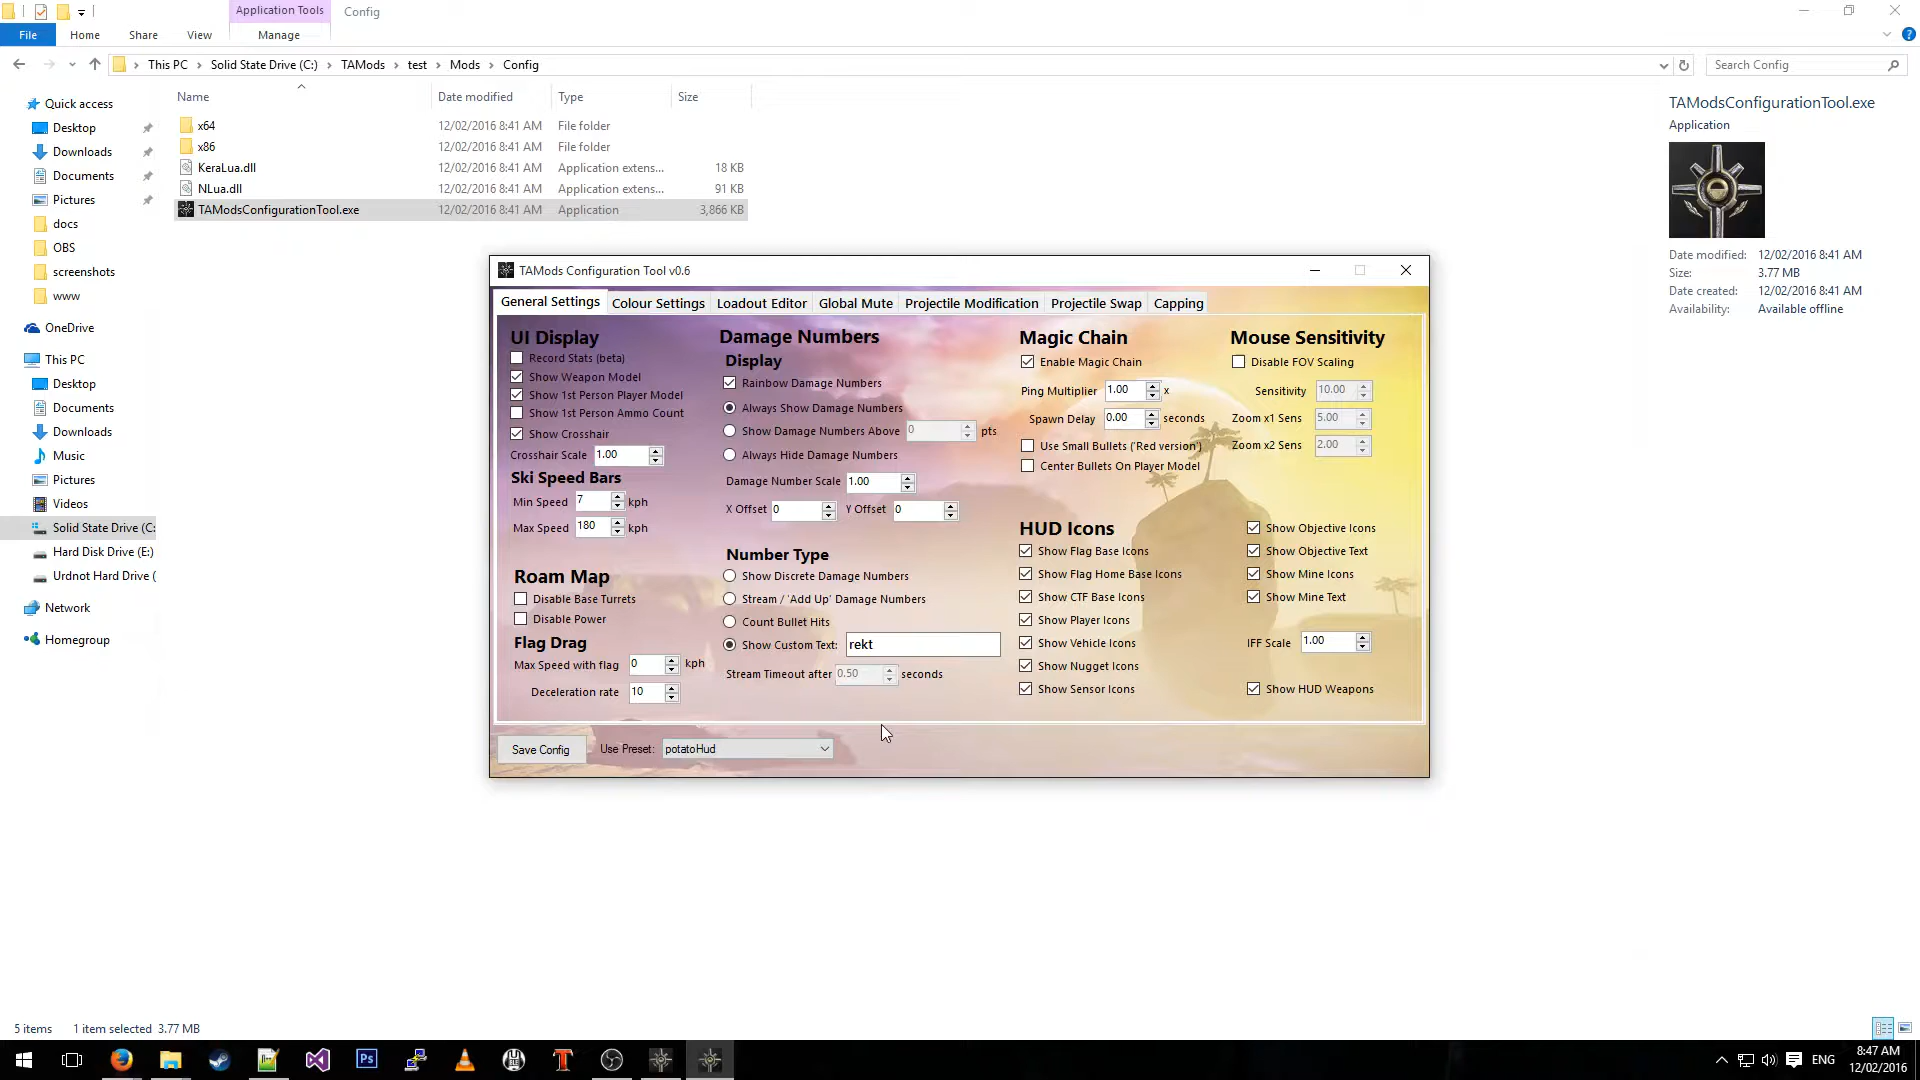 Application Tools
Config
File
Home
Share
View
Manage
This PC
Solid State Drive (C:)
TAMods
test
Mods
Config
Search Config
Name
Date modified
Type
Size
Quick access
Desktop
Downloads
Documents
Pictures
docs
OBS
screenshots
www
OneDrive
This PC
Desktop
Documents
Downloads
Music
Pictures
Videos
Solid State Drive (C:
Hard Disk Drive (E:)
Urdnot Hard Drive (
Network
Homegroup
x64 12/02/2016 8:41 AM File folder
x86 12/02/2016 8:41 AM File folder
KeraLua.dll 12/02/2016 8:41 AM Application extens... 18 KB
NLua.dll 12/02/2016 8:41 AM Application extens... 91 KB
TAModsConfigurationTool.exe 12/02/2016 8:41 AM Application 3,866 KB
TAModsConfigurationTool.exe
Application
Date modified: 12/02/2016 8:41 AM
Size: 3.77 MB
Date created: 12/02/2016 8:41 AM
Availability: Available offline
TAMods Configuration Tool v0.6
General Settings
Colour Settings
Loadout Editor
Global Mute
Projectile Modification
Projectile Swap
Capping
UI Display
Record Stats (beta)
Show Weapon Model
Show 1st Person Player Model
Show 1st Person Ammo Count
Show Crosshair
Crosshair Scale 1.00
Ski Speed Bars
Min Speed 7 kph
Max Speed 180 kph
Roam Map
Disable Base Turrets
Disable Power
Flag Drag
Max Speed with flag 0 kph
Deceleration rate 10
Damage Numbers
Display
Rainbow Damage Numbers
Always Show Damage Numbers
Show Damage Numbers Above 0 pts
Always Hide Damage Numbers
Damage Number Scale 1.00
X Offset 0 Y Offset 0
Number Type
Show Discrete Damage Numbers
Stream / 'Add Up' Damage Numbers
Count Bullet Hits
Show Custom Text: rekt
Stream Timeout after 0.50 seconds
Magic Chain
Enable Magic Chain
Ping Multiplier 1.00 x
Spawn Delay 0.00 seconds
Use Small Bullets ('Red version')
Center Bullets On Player Model
Mouse Sensitivity
Disable FOV Scaling
Sensitivity 10.00
Zoom x1 Sens 5.00
Zoom x2 Sens 2.00
HUD Icons
Show Flag Base Icons
Show Flag Home Base Icons
Show CTF Base Icons
Show Player Icons
Show Vehicle Icons
Show Nugget Icons
Show Sensor Icons
Show Objective Icons
Show Objective Text
Show Mine Icons
Show Mine Text
IFF Scale 1.00
Show HUD Weapons
Save Config
Use Preset: potatoHud
5 items
1 item selected 3.77 MB
Ps
ENG
8:47 AM
12/02/2016